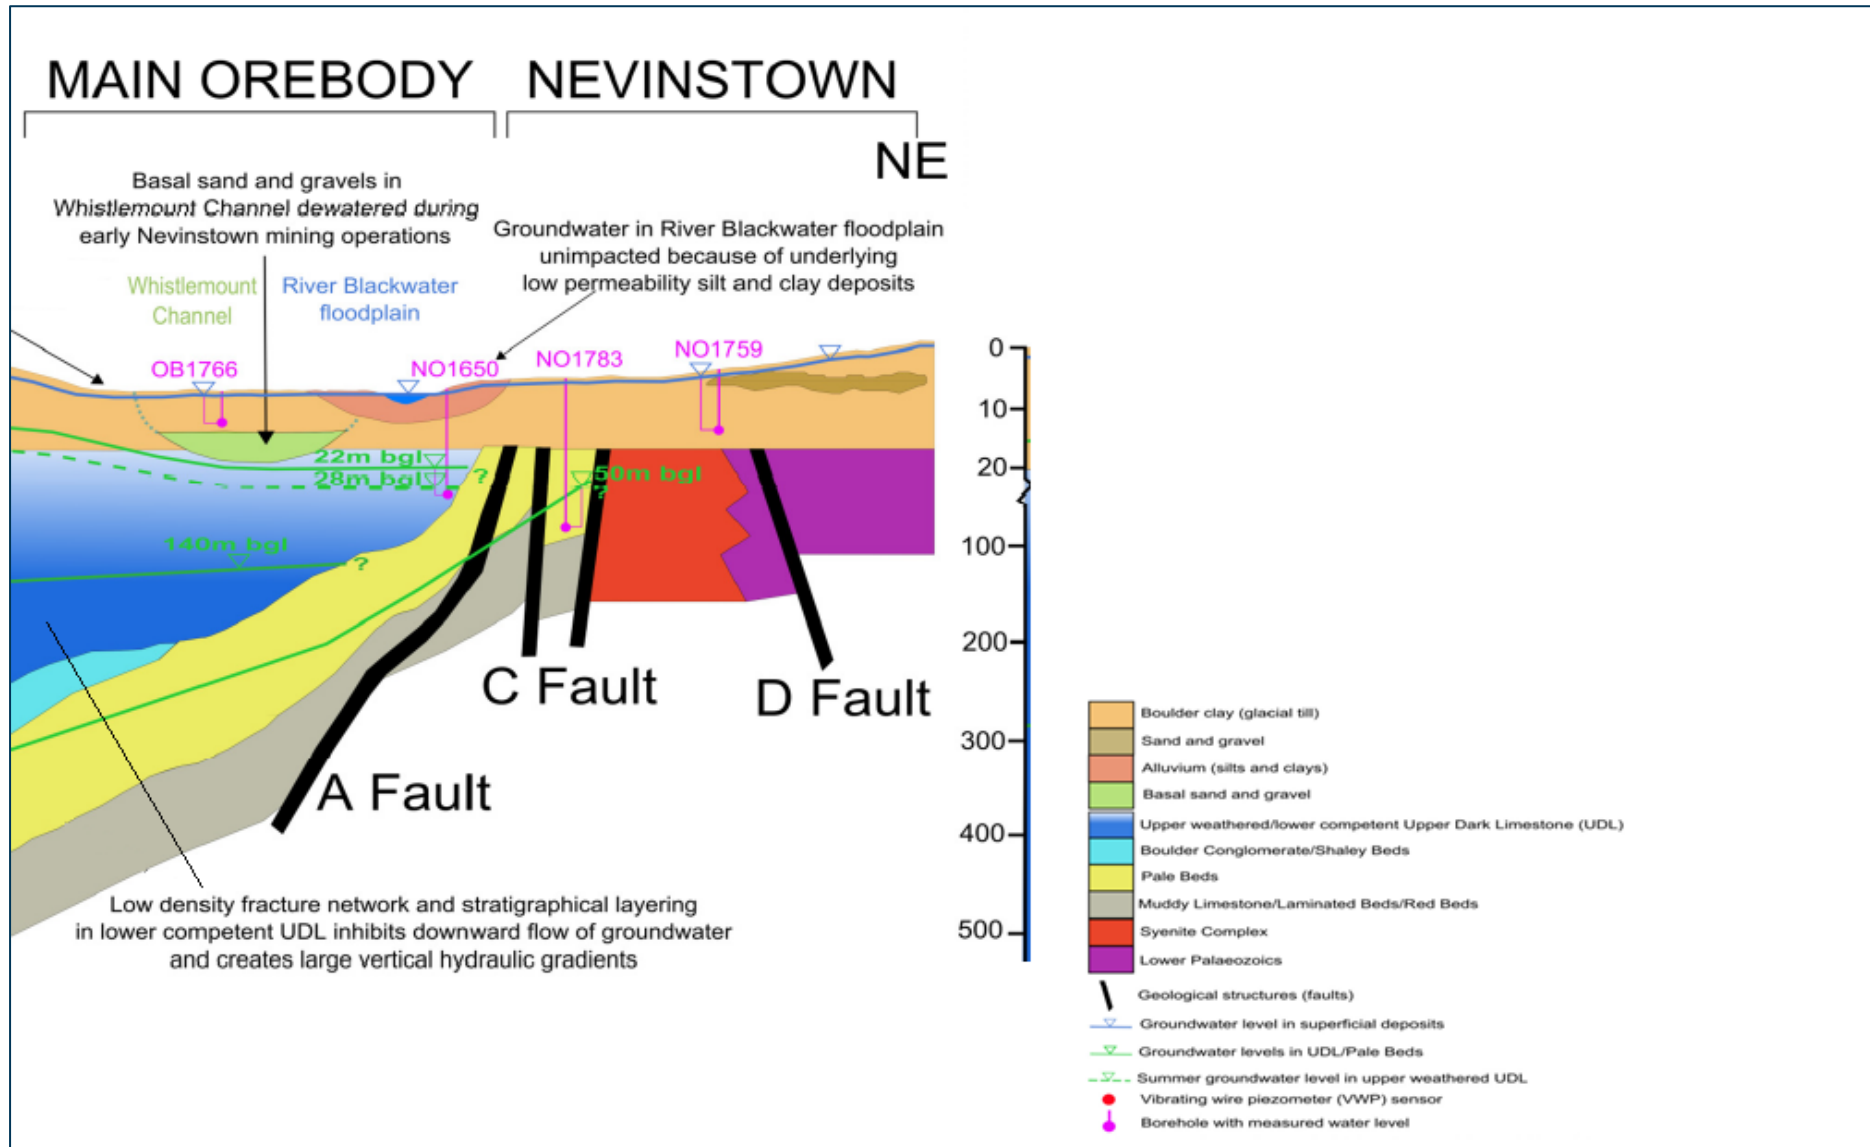 MAIN OREBODY
NEVINSTOWN
NE
Basal sand and gravels in
Whistlemount Channel dewatered during
early Nevinstown mining operations
Groundwater in River Blackwater floodplain
unimpacted because of underlying
low permeability silt and clay deposits
Whistlemount
Channel
River Blackwater
floodplain
OB1766
NO1650
NO1783
NO1759
22m bgl
28m bgl
?
50m bgl
?
140m bgl
?
C Fault
D Fault
A Fault
Low density fracture network and stratigraphical layering
in lower competent UDL inhibits downward flow of groundwater
and creates large vertical hydraulic gradients
0
10
20
100
200
300
400
500
Boulder clay (glacial till)
Sand and gravel
Alluvium (silts and clays)
Basal sand and gravel
Upper weathered/lower competent Upper Dark Limestone (UDL)
Boulder Conglomerate/Shaley Beds
Pale Beds
Muddy Limestone/Laminated Beds/Red Beds
Syenite Complex
Lower Palaeozoics
Geological structures (faults)
Groundwater level in superficial deposits
Groundwater levels in UDL/Pale Beds
Summer groundwater level in upper weathered UDL
Vibrating wire piezometer (VWP) sensor
Borehole with measured water level